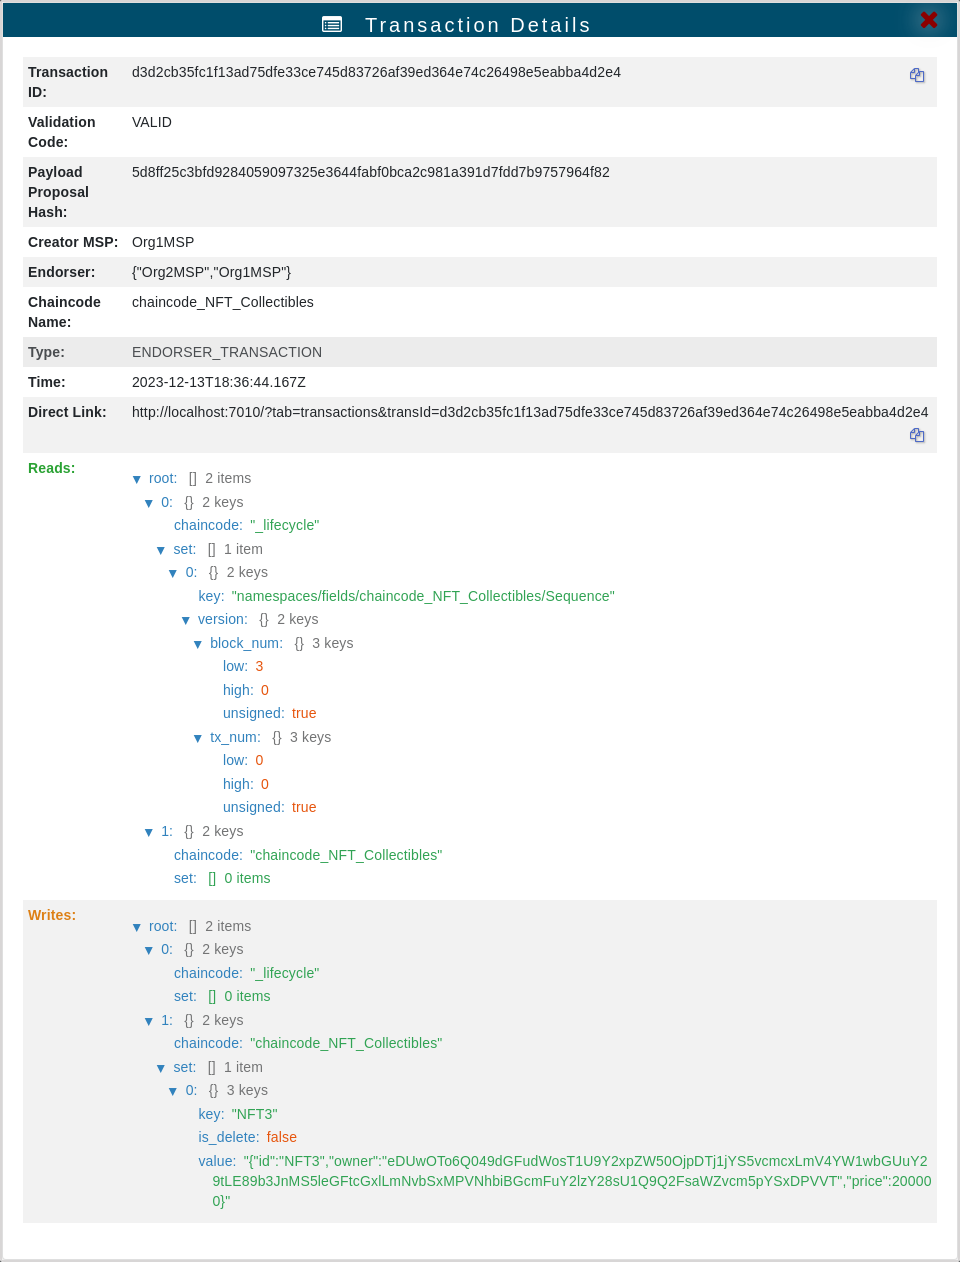 Transaction Details
Transaction ID: d3d2cb35fc1f13ad75dfe33ce745d83726af39ed364e74c26498e5eabba4d2e4
Validation Code: VALID
Payload Proposal Hash: 5d8ff25c3bfd9284059097325e3644fabf0bca2c981a391d7fdd7b9757964f82
Creator MSP: Org1MSP
Endorser: {"Org2MSP","Org1MSP"}
Chaincode Name: chaincode_NFT_Collectibles
Type: ENDORSER_TRANSACTION
Time: 2023-12-13T18:36:44.167Z
Direct Link: http://localhost:7010/?tab=transactions&transId=d3d2cb35fc1f13ad75dfe33ce745d83726af39ed364e74c26498e5eabba4d2e4
Reads:
▼ root: [] 2 items
▼ 0: {} 2 keys
chaincode: "_lifecycle"
▼ set: [] 1 item
▼ 0: {} 2 keys
key: "namespaces/fields/chaincode_NFT_Collectibles/Sequence"
▼ version: {} 2 keys
▼ block_num: {} 3 keys
low: 3
high: 0
unsigned: true
▼ tx_num: {} 3 keys
low: 0
high: 0
unsigned: true
▼ 1: {} 2 keys
chaincode: "chaincode_NFT_Collectibles"
set: [] 0 items
Writes:
▼ root: [] 2 items
▼ 0: {} 2 keys
chaincode: "_lifecycle"
set: [] 0 items
▼ 1: {} 2 keys
chaincode: "chaincode_NFT_Collectibles"
▼ set: [] 1 item
▼ 0: {} 3 keys
key: "NFT3"
is_delete: false
value: "{"id":"NFT3","owner":"eDUwOTo6Q049dGFudWosT1U9Y2xpZW50OjpDTj1jYS5vcmcxLmV4YW1wbGUuY2
9tLE89b3JnMS5leGFtcGxlLmNvbSxMPVNhbiBGcmFuY2lzY28sU1Q9Q2FsaWZvcm5pYSxDPVVT","price":20000
0}"